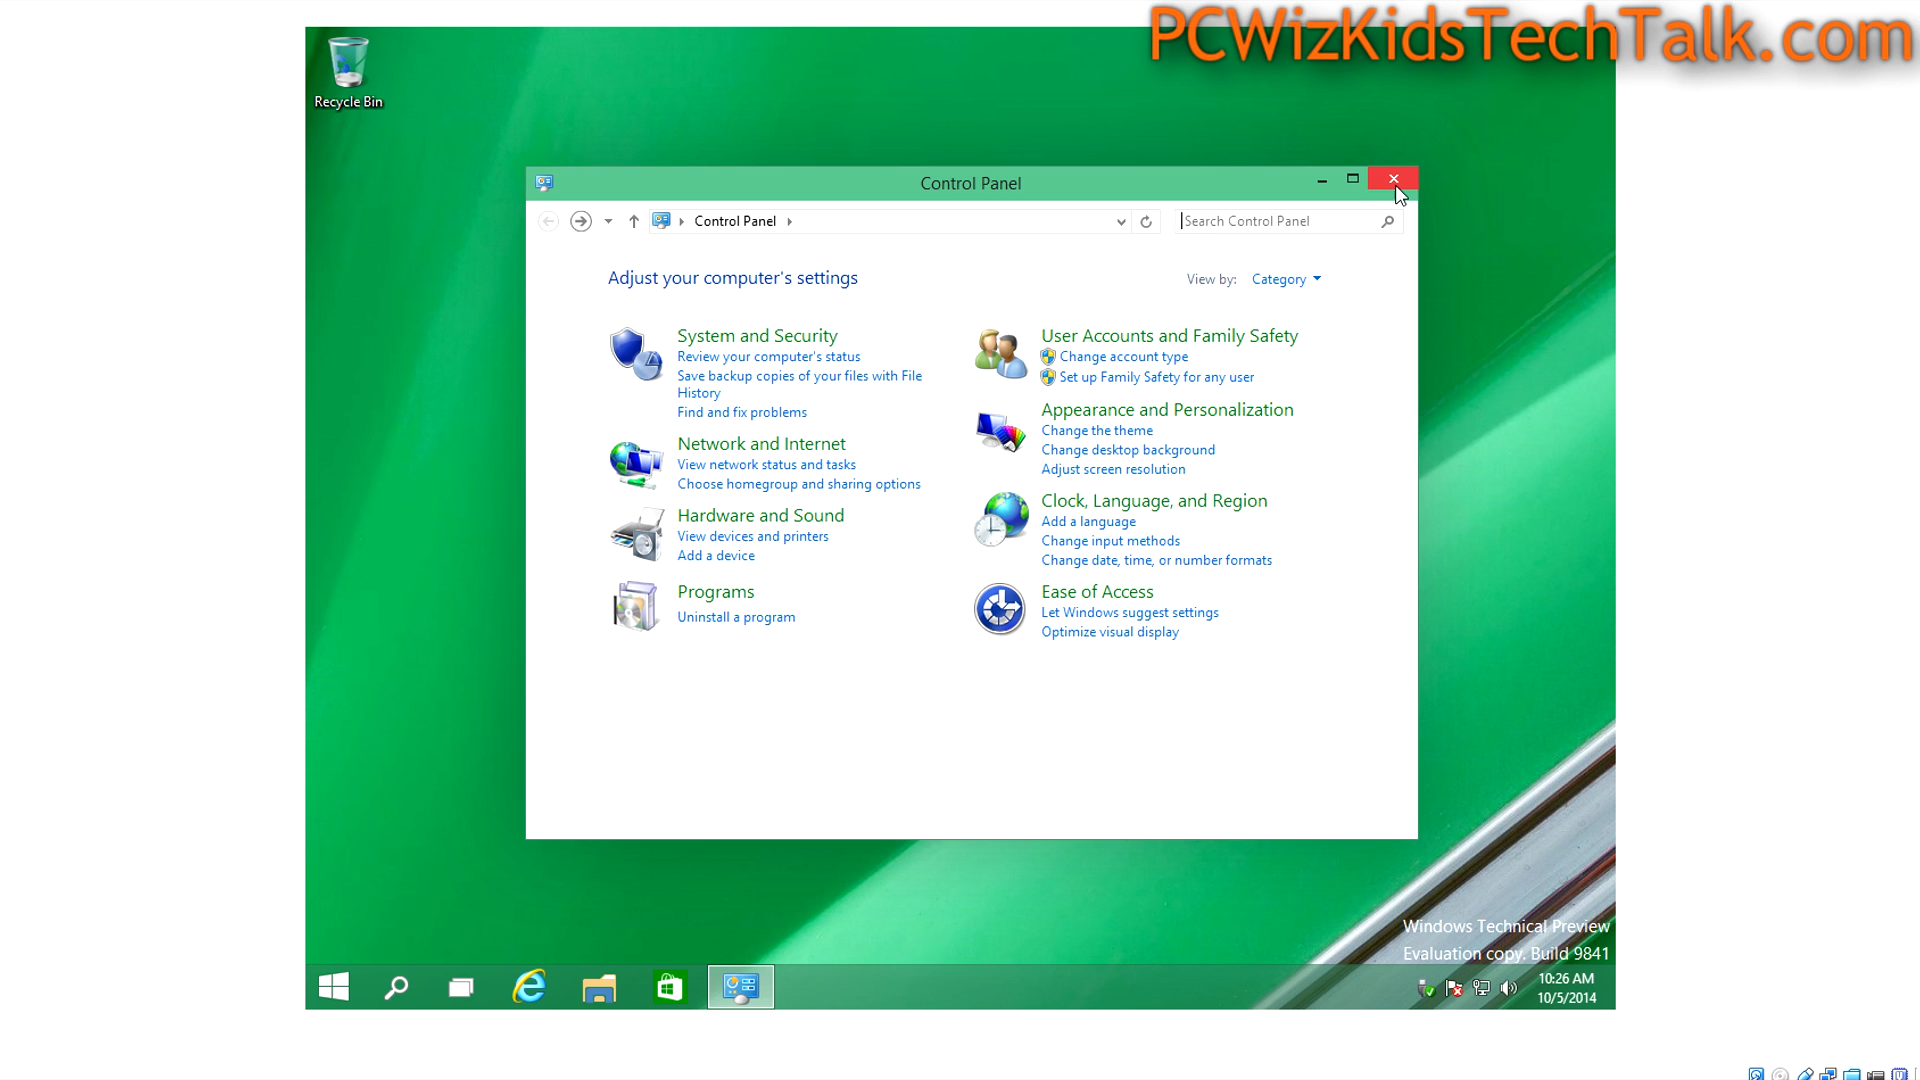 PCWizKidsTechTalk.com
Recycle Bin
Control Panel
Control Panel
Search Control Panel
Adjust your computer's settings
View by: Category
System and Security
Review your computer's status
Save backup copies of your files with File
History
Find and fix problems
Network and Internet
View network status and tasks
Choose homegroup and sharing options
Hardware and Sound
View devices and printers
Add a device
Programs
Uninstall a program
User Accounts and Family Safety
Change account type
Set up Family Safety for any user
Appearance and Personalization
Change the theme
Change desktop background
Adjust screen resolution
Clock, Language, and Region
Add a language
Change input methods
Change date, time, or number formats
Ease of Access
Let Windows suggest settings
Optimize visual display
Windows Technical Preview
Evaluation copy. Build 9841
10:26 AM
10/5/2014